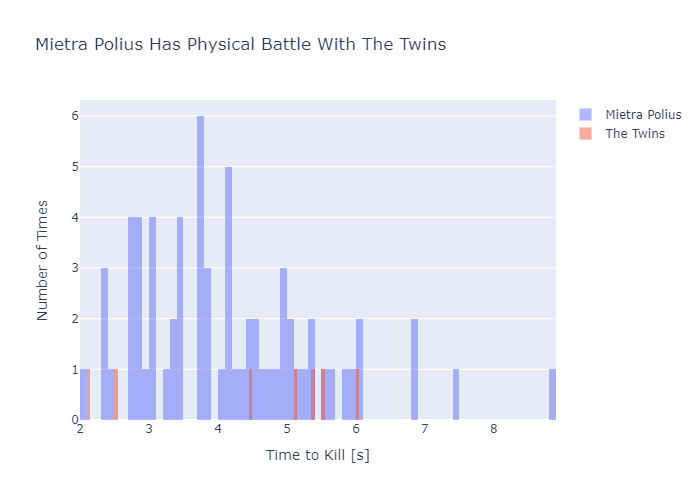 Mietra Polius Has Physical Battle With The Twins
Mietra Polius
The Twins
Number of Times
6
5
4
3
2
1
0
2 3 4 5 6 7 8
Time to Kill [s]